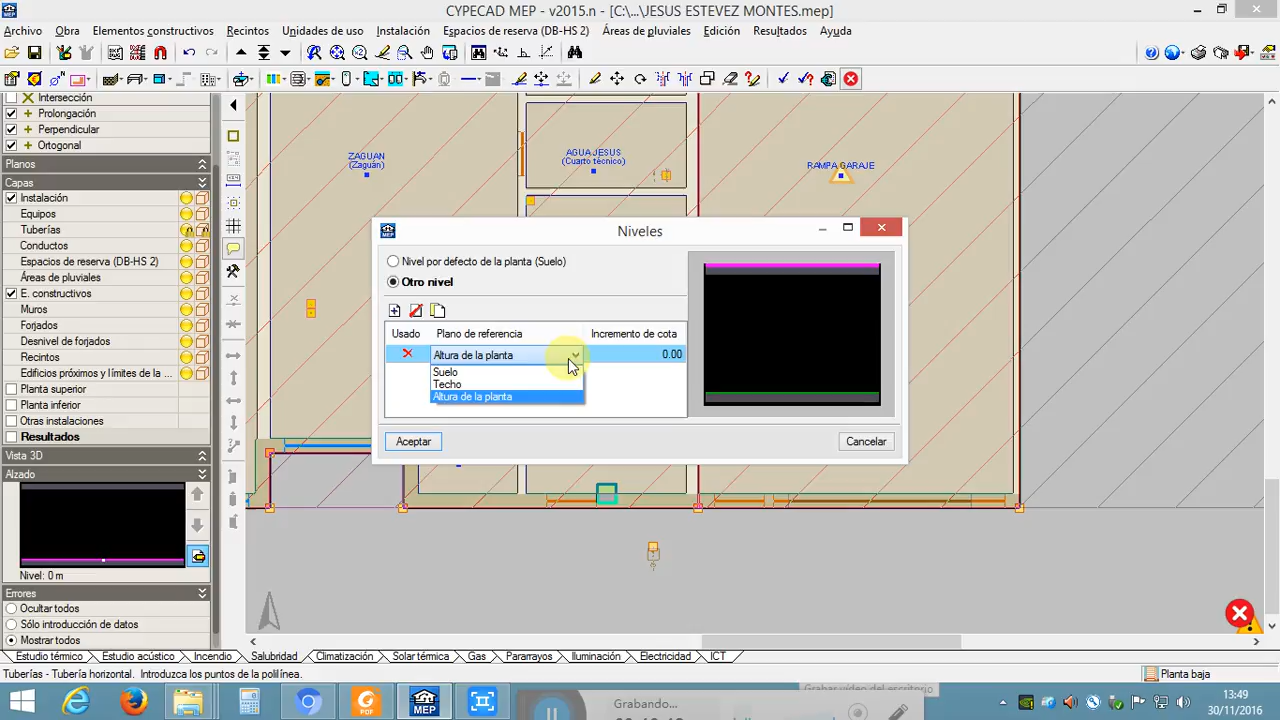 CYPECAD MEP - v2015.n - [C:\...\JESUS ESTEVEZ MONTES.mep]
Archivo Obra Elementos constructivos Recintos Unidades de uso Instalación Espacios de reserva (DB-HS 2) Áreas de pluviales Edición Resultados Ayuda
Intersección
Prolongación
Perpendicular
Ortogonal
Planos
Capas
Instalación
Equipos
Tuberías
Conductos
Espacios de reserva (DB-HS 2)
Áreas de pluviales
E. constructivos
Muros
Forjados
Desnivel de forjados
Recintos
Edificios próximos y límites de la ...
Planta superior
Planta inferior
Otras instalaciones
Resultados
Vista 3D
Alzado
Nivel: 0 m
Errores
Ocultar todos
Sólo introducción de datos
Mostrar todos
ZAGUAN
(Zaguán)
AGUA JESUS
(Cuarto técnico)
RAMPA GARAJE
Niveles
Nivel por defecto de la planta (Suelo)
Otro nivel
Usado Plano de referencia Incremento de cota
Altura de la planta 0.00
Suelo
Techo
Altura de la planta
Aceptar Cancelar
Estudio térmico Estudio acústico Incendio Salubridad Climatización Solar térmica Gas Pararrayos Iluminación Electricidad ICT
Tuberías - Tubería horizontal. Introduzca los puntos de la polilínea.
Planta baja
Grabar vídeo del escritorio
Grabando...
PDF
MEP
13:49
30/11/2016